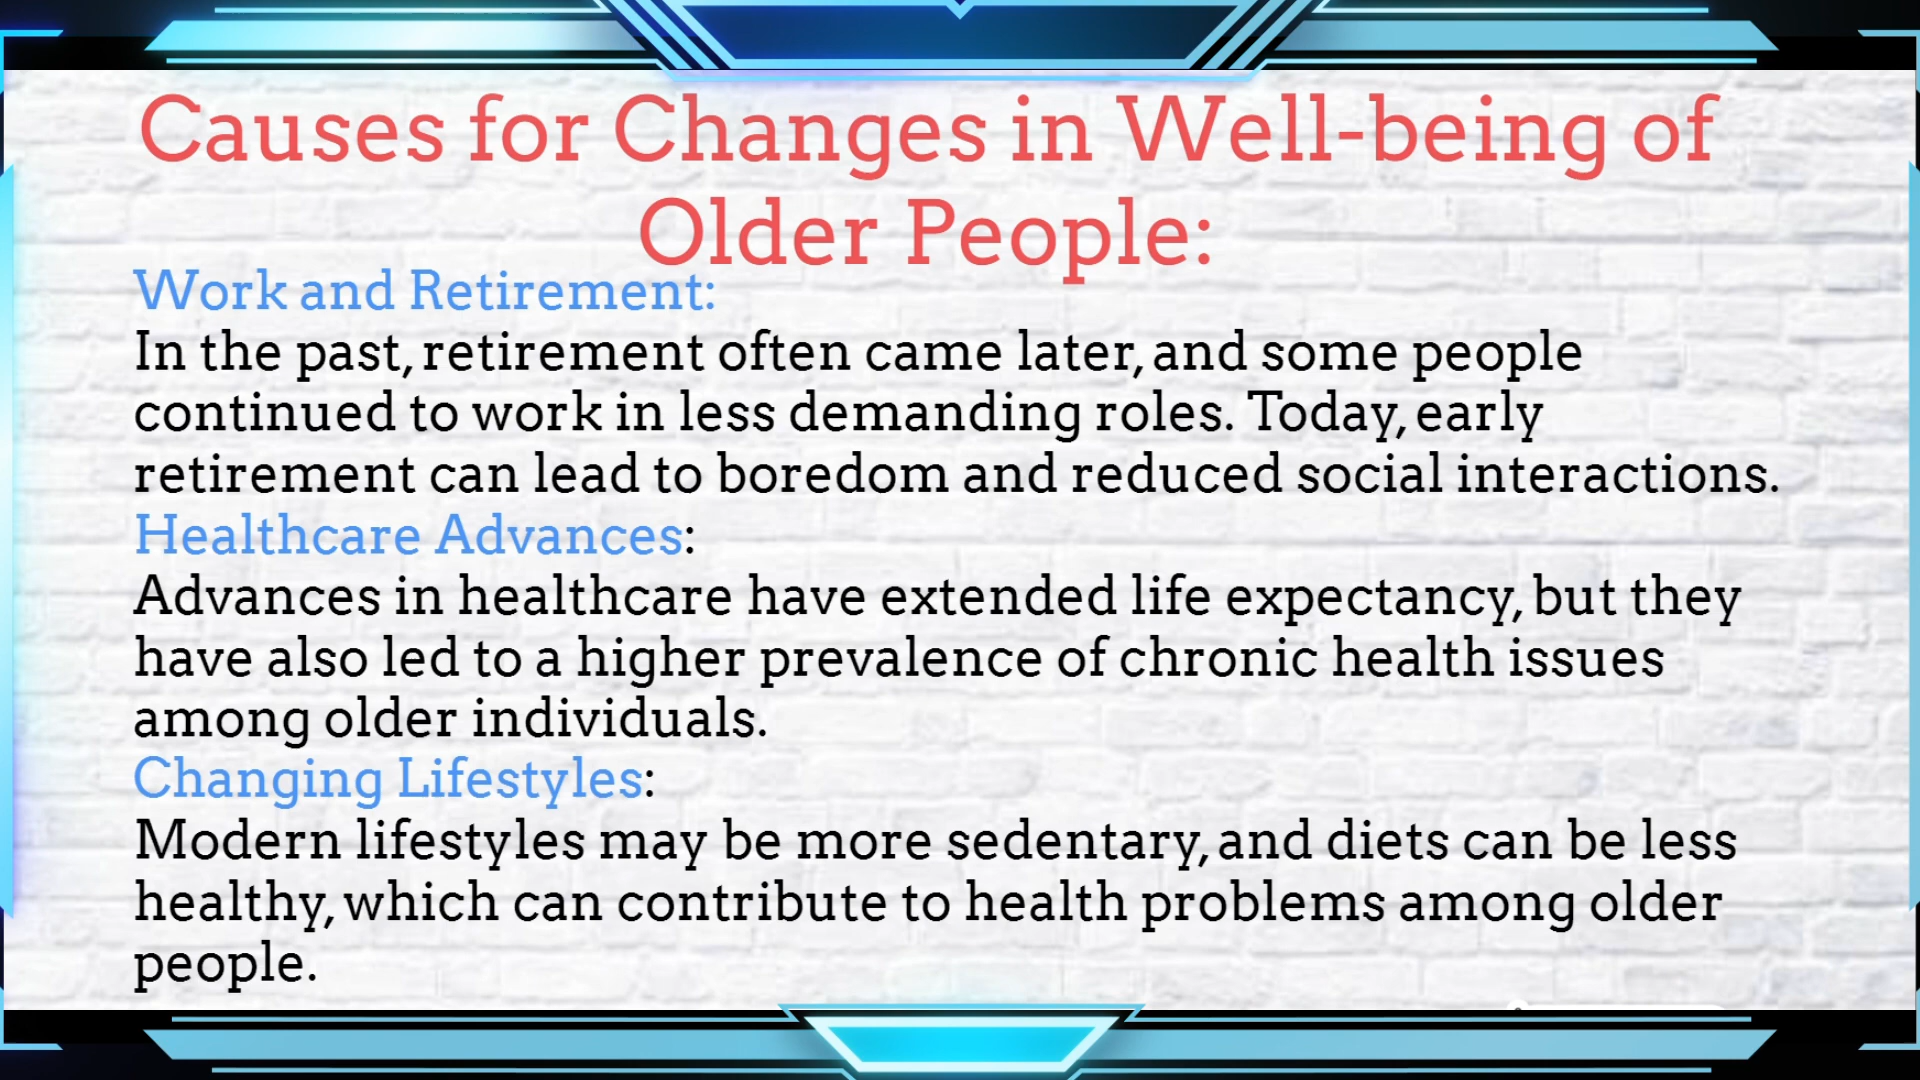 Causes for Changes in Well-being of
Older People:
Work and Retirement:
In the past, retirement often came later, and some people
continued to work in less demanding roles. Today, early
retirement can lead to boredom and reduced social interactions.
Healthcare Advances:
Advances in healthcare have extended life expectancy, but they
have also led to a higher prevalence of chronic health issues
among older individuals.
Changing Lifestyles:
Modern lifestyles may be more sedentary, and diets can be less
healthy, which can contribute to health problems among older
people.